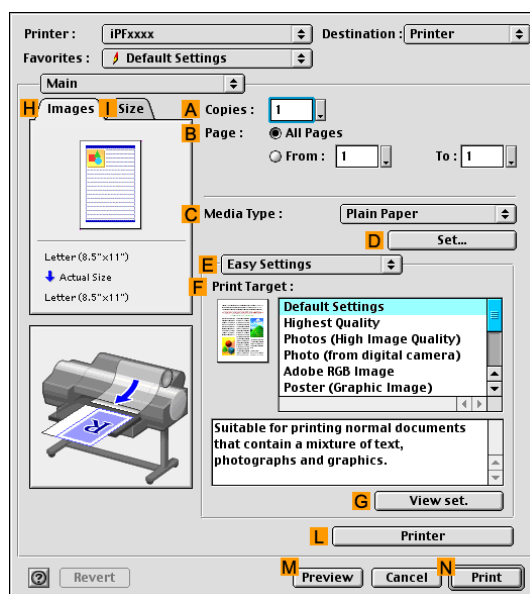 Printer : iPFxxxx Destination : Printer
Favorites : Default Settings
Main
H Images I Size
A Copies : 1
B Page : All Pages
From : 1 To : 1
C Media Type : Plain Paper
D Set...
Letter (8.5"x11")
Actual Size
Letter (8.5"x11")
E Easy Settings
F Print Target :
Default Settings
Highest Quality
Photos (High Image Quality)
Photo (from digital camera)
Adobe RGB Image
Poster (Graphic Image)
R
Suitable for printing normal documents
that contain a mixture of text,
photographs and graphics.
G View set.
L Printer
? Revert M Preview Cancel N Print